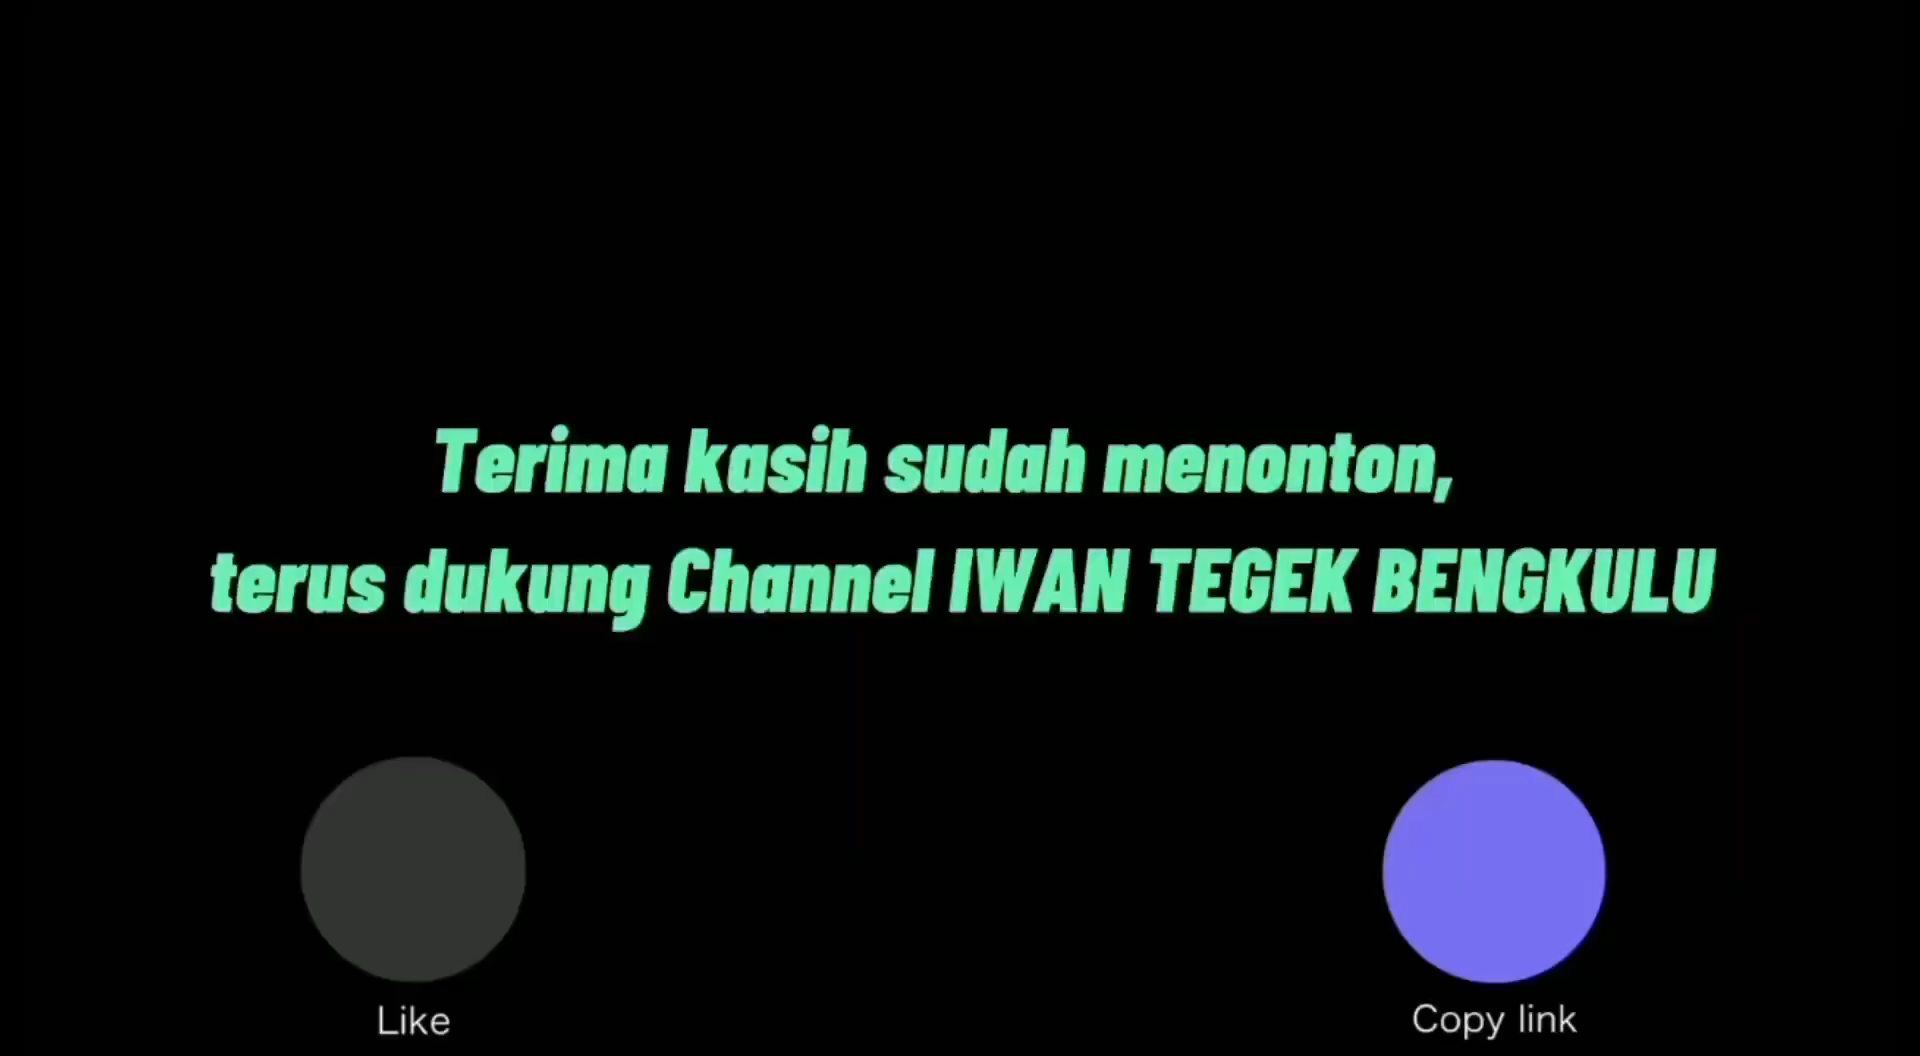 Terima kasih sudah menonton,
terus dukung Channel IWAN TEGEK BENGKULU
Like
Copy link